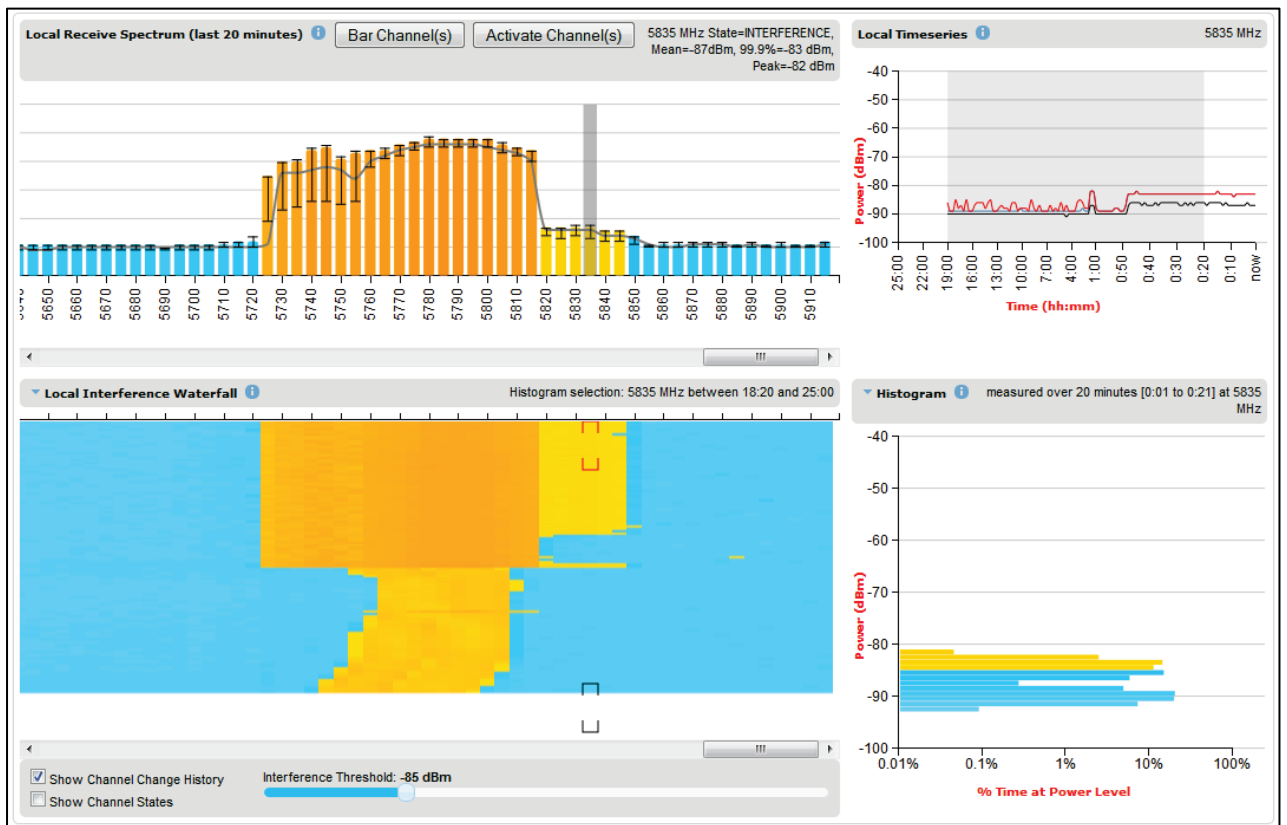 Local Receive Spectrum (last 20 minutes) i Bar Channel(s) Activate Channel(s) 5835 MHz State=INTERFERENCE,
Mean=-87dBm, 99.9%=-83 dBm,
Peak=-82 dBm
5650 5660 5670 5680 5690 5700 5710 5720 5730 5740 5750 5760 5770 5780 5790 5800 5810 5820 5830 5840 5850 5860 5870 5880 5890 5900 5910
Local Timeseries i 5835 MHz
Power (dBm)
-40
-50
-60
-70
-80
-90
-100
25:00 22:00 19:00 16:00 13:00 10:00 7:00 4:00 1:00 0:50 0:40 0:30 0:20 0:10 now
Time (hh:mm)
Local Interference Waterfall i Histogram selection: 5835 MHz between 18:20 and 25:00
Histogram i measured over 20 minutes [0:01 to 0:21] at 5835
MHz
Power (dBm)
-40
-50
-60
-70
-80
-90
-100
0.01% 0.1% 1% 10% 100%
% Time at Power Level
Show Channel Change History Interference Threshold: -85 dBm
Show Channel States